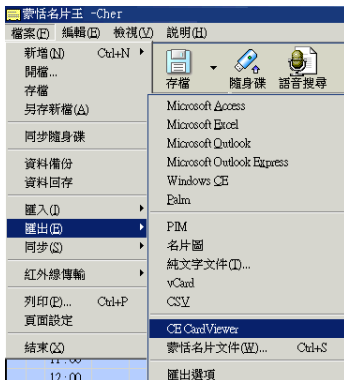 蒙恬名片王 -Cher
檔案(F) 編輯(E) 檢視(V) 說明(H)
新增(N) Ctrl+N
開檔...
存檔
另存新檔(A)
同步隨身碟
資料備份
資料回存
匯入(I)
匯出(E)
同步(S)
紅外線傳輸
列印(P)... Ctrl+P
頁面設定
結束(X)
11:00
12:00
存檔 隨身碟 語音搜尋
Microsoft Access
Microsoft Excel
Microsoft Outlook
Microsoft Outlook Express
Windows CE
Palm
PIM
名片圖
純文字文件(T)...
vCard
CSV
CE CardViewer
蒙恬名片文件(W)... Ctrl+S
匯出選項